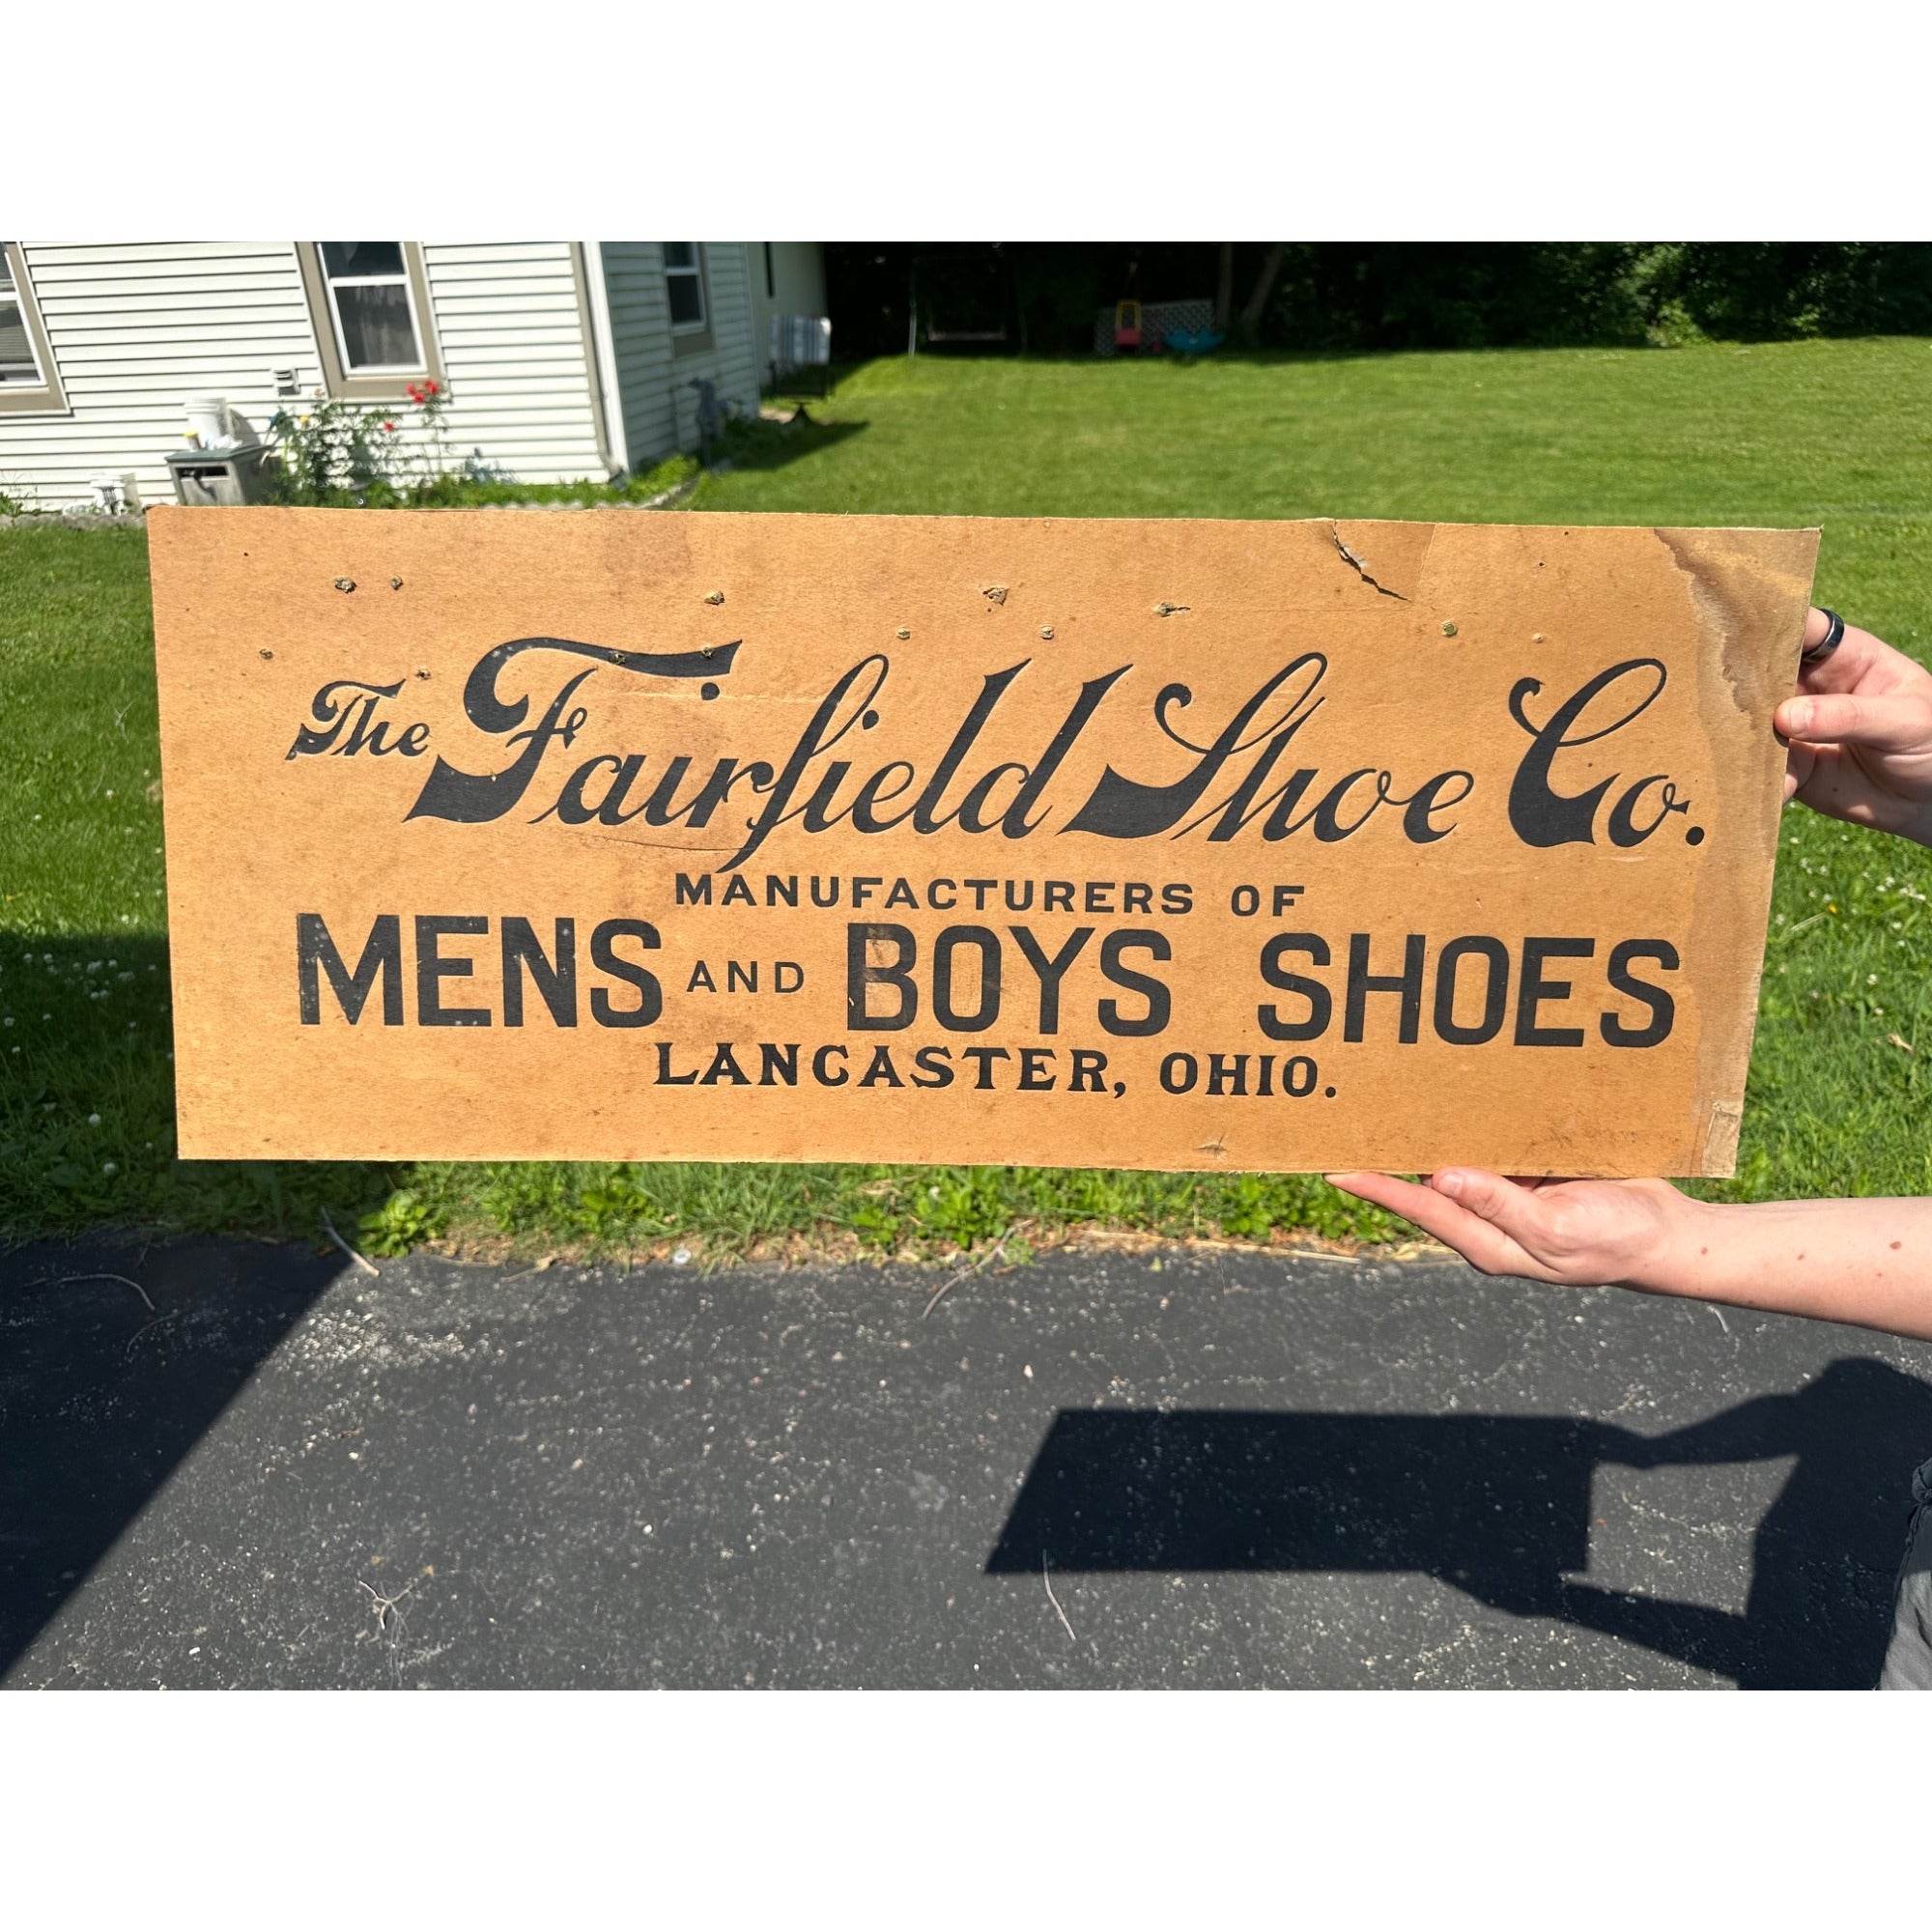 The Fairfield Shoe Co.
MANUFACTURERS OF
MENS AND BOYS SHOES
LANCASTER, OHIO.